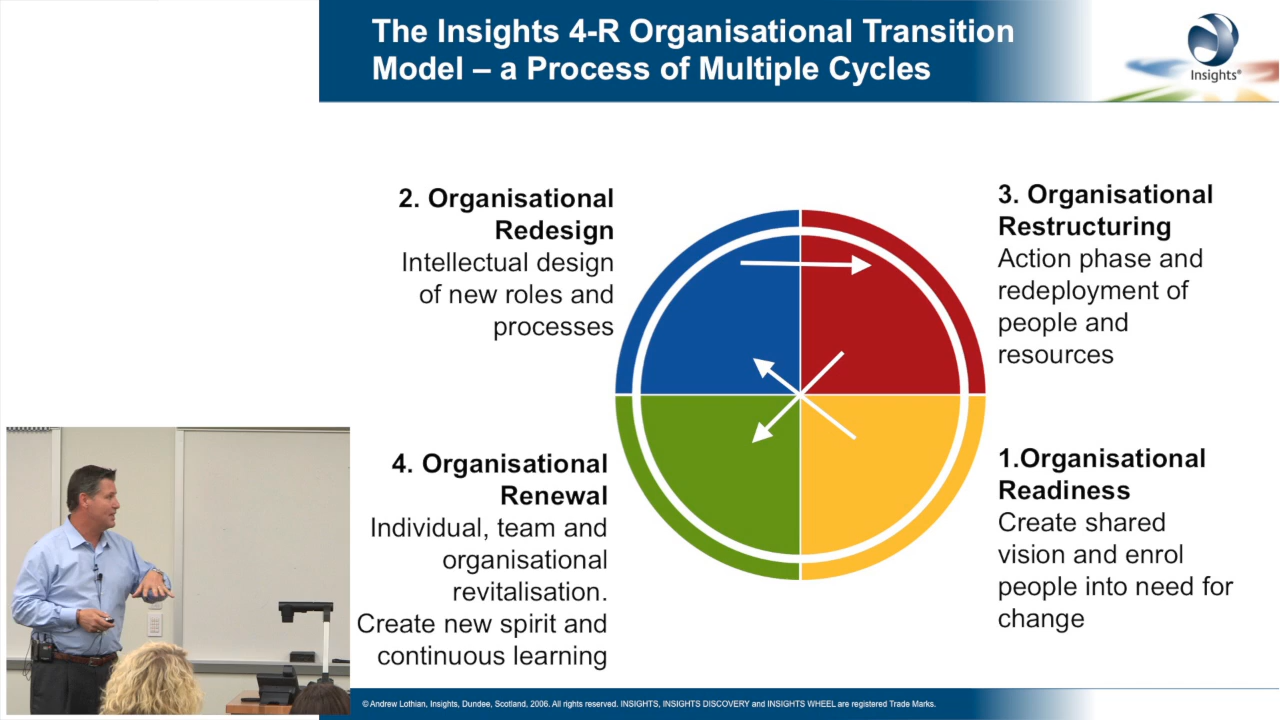 The Insights 4-R Organisational Transition
Model – a Process of Multiple Cycles
Insights®
2. Organisational
Redesign
Intellectual design
of new roles and
processes
3. Organisational
Restructuring
Action phase and
redeployment of
people and
resources
4. Organisational
Renewal
Individual, team and
organisational
revitalisation.
Create new spirit and
continuous learning
1.Organisational
Readiness
Create shared
vision and enrol
people into need for
change
© Andrew Lothian, Insights, Dundee, Scotland, 2006. All rights reserved. INSIGHTS, INSIGHTS DISCOVERY and INSIGHTS WHEEL are registered Trade Marks.